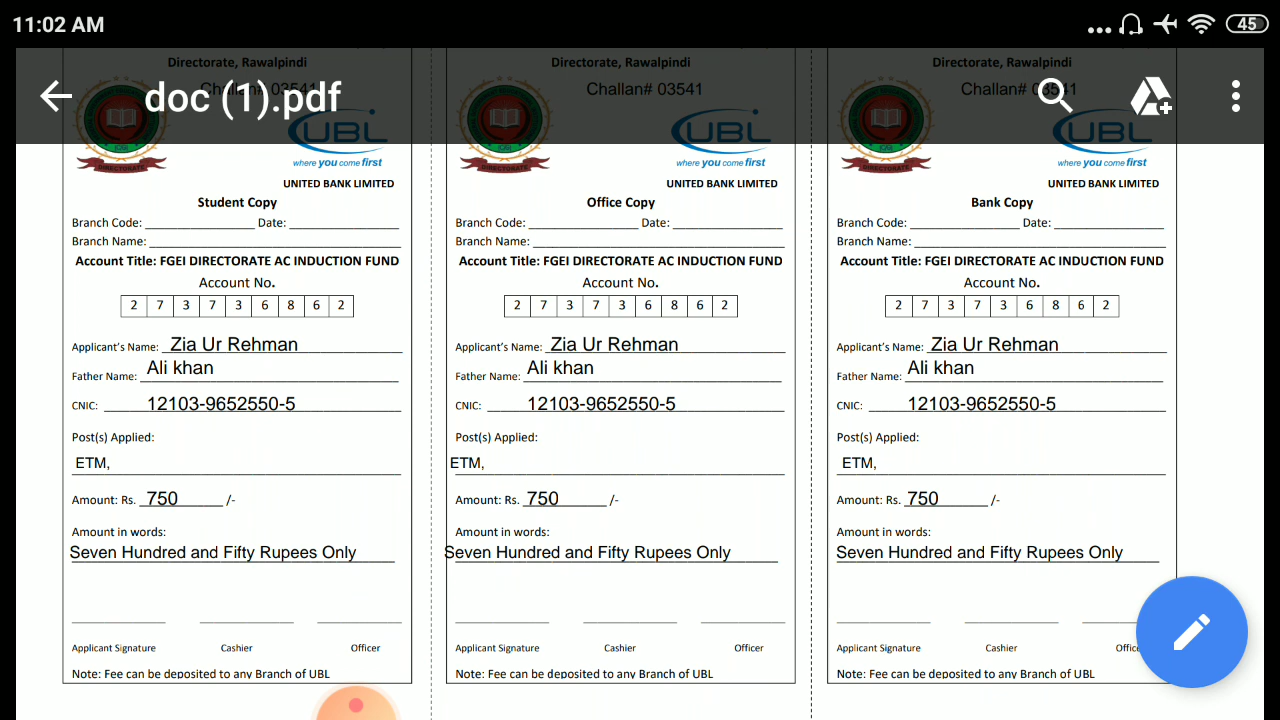 11:02 AM
45
doc (1).pdf
Directorate, Rawalpindi
Challan# 03541
DIRECTORATE
UBL
where you come first
UNITED BANK LIMITED
Student Copy
Branch Code: Date:
Branch Name:
Account Title: FGEI DIRECTORATE AC INDUCTION FUND
Account No.
2 7 3 7 3 6 8 6 2
Applicant's Name: Zia Ur Rehman
Father Name: Ali khan
CNIC: 12103-9652550-5
Post(s) Applied:
ETM,
Amount: Rs. 750 /-
Amount in words:
Seven Hundred and Fifty Rupees Only
Applicant Signature Cashier Officer
Note: Fee can be deposited to any Branch of UBL
Directorate, Rawalpindi
Challan# 03541
DIRECTORATE
UBL
where you come first
UNITED BANK LIMITED
Office Copy
Branch Code: Date:
Branch Name:
Account Title: FGEI DIRECTORATE AC INDUCTION FUND
Account No.
2 7 3 7 3 6 8 6 2
Applicant's Name: Zia Ur Rehman
Father Name: Ali khan
CNIC: 12103-9652550-5
Post(s) Applied:
ETM,
Amount: Rs. 750 /-
Amount in words:
Seven Hundred and Fifty Rupees Only
Applicant Signature Cashier Officer
Note: Fee can be deposited to any Branch of UBL
Directorate, Rawalpindi
Challan# 03541
DIRECTORATE
UBL
where you come first
UNITED BANK LIMITED
Bank Copy
Branch Code: Date:
Branch Name:
Account Title: FGEI DIRECTORATE AC INDUCTION FUND
Account No.
2 7 3 7 3 6 8 6 2
Applicant's Name: Zia Ur Rehman
Father Name: Ali khan
CNIC: 12103-9652550-5
Post(s) Applied:
ETM,
Amount: Rs. 750 /-
Amount in words:
Seven Hundred and Fifty Rupees Only
Applicant Signature Cashier
Note: Fee can be deposited to any Branch of UBL